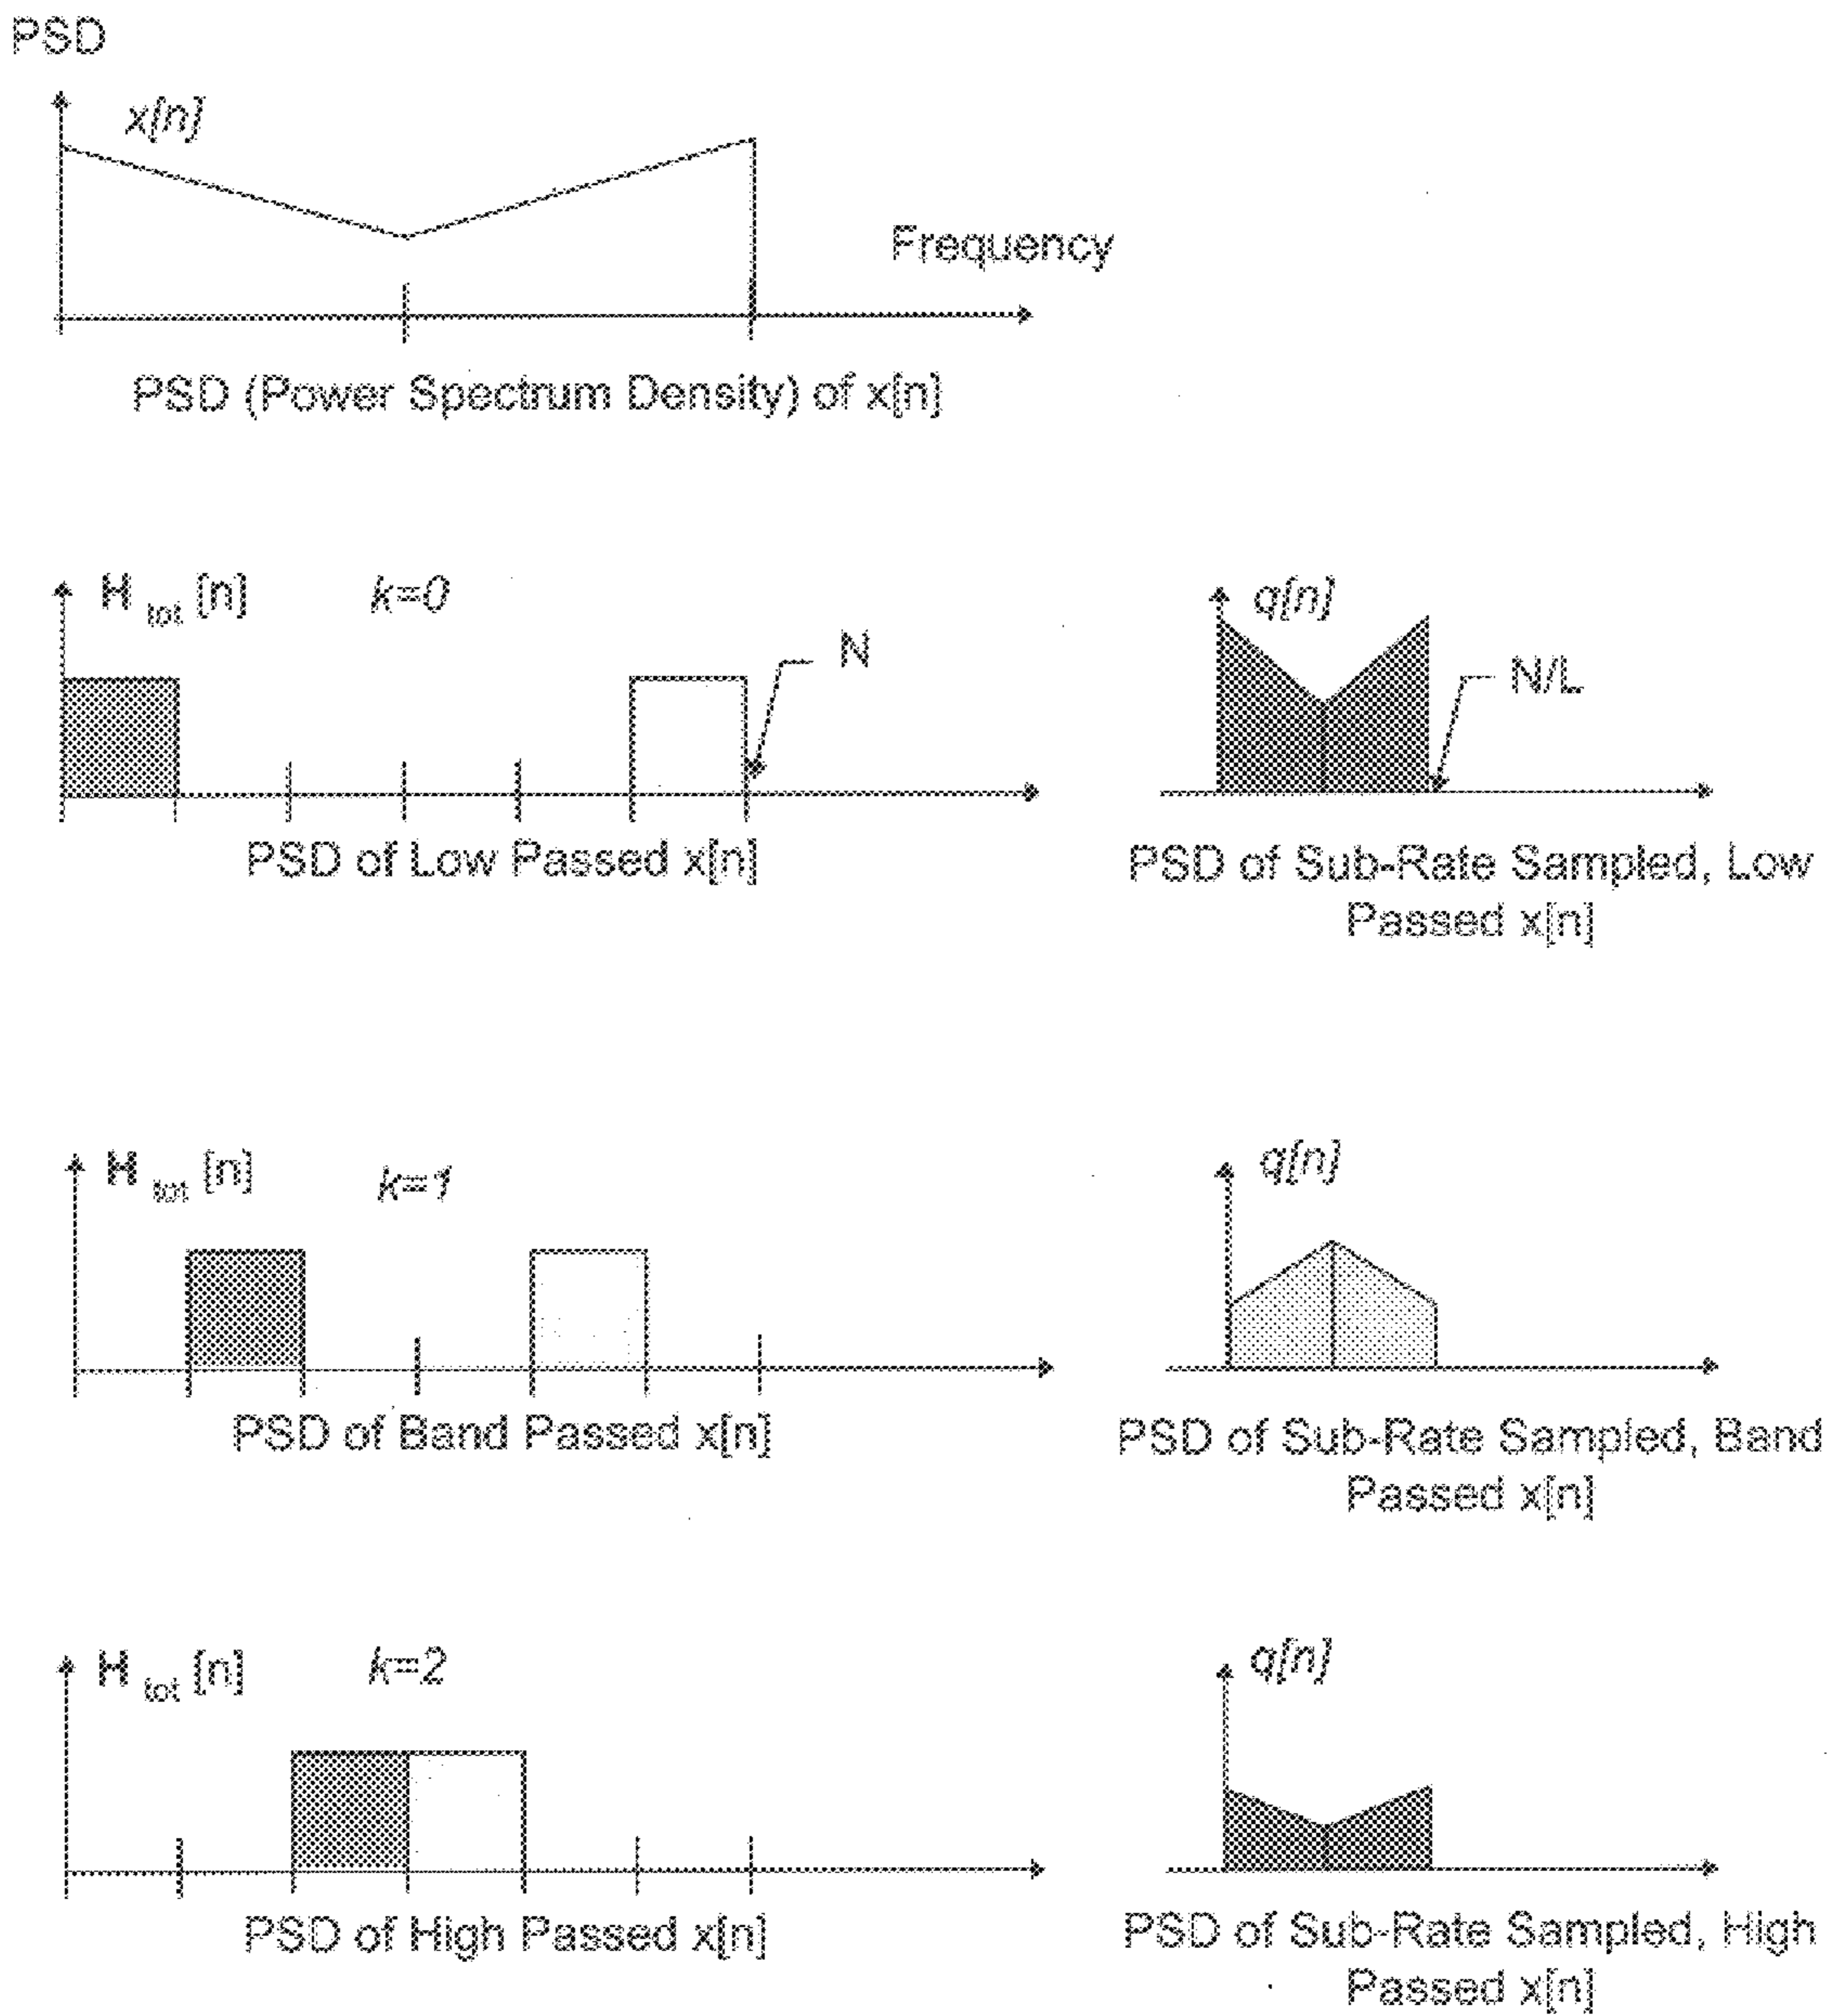 PSD
x[n]
Frequency
PSD (Power Spectrum Density) of x[n]
H tot [n]
k=0
N
q[n]
N/L
PSD of Low Passed x[n]
PSD of Sub-Rate Sampled, Low
Passed x[n]
H tot [n]
k=1
q[n]
PSD of Band Passed x[n]
PSD of Sub-Rate Sampled, Band
Passed x[n]
H tot [n]
k=2
q[n]
PSD of High Passed x[n]
PSD of Sub-Rate Sampled, High
Passed x[n]